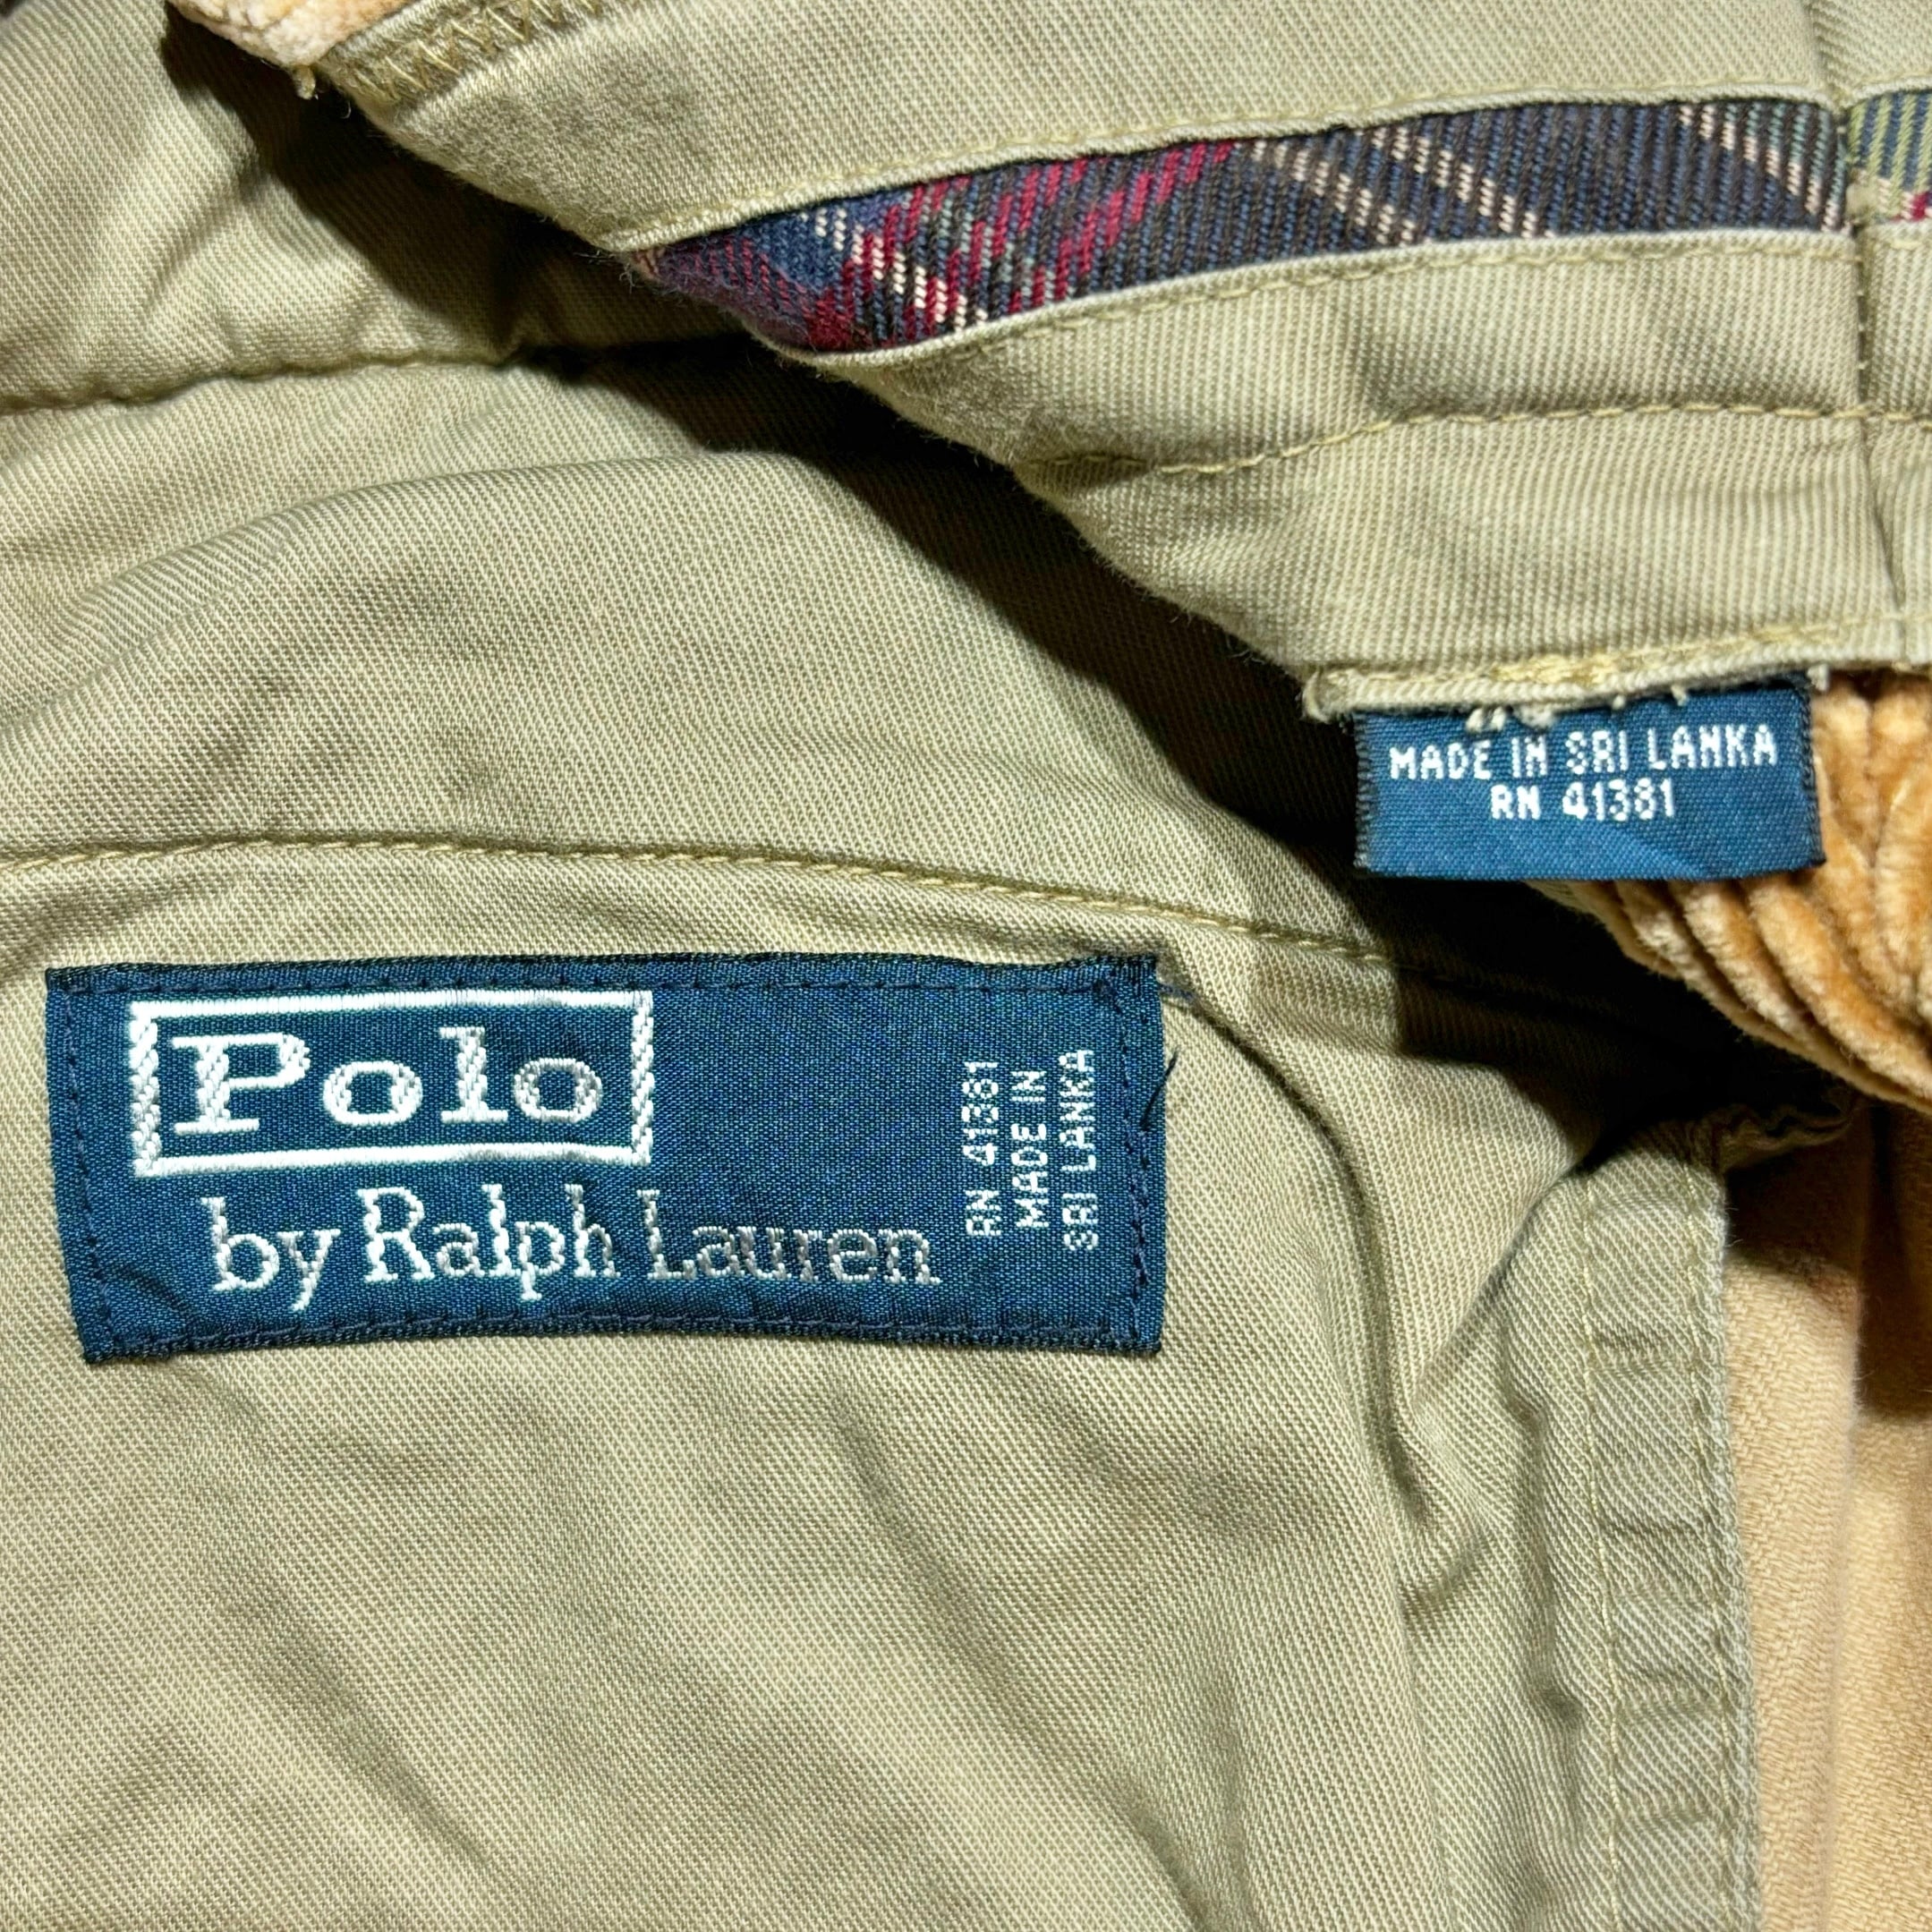 MADE IN SRI LANKA
RN 41381
Polo
by Ralph Lauren
RN 41381
MADE IN
SRI LANKA